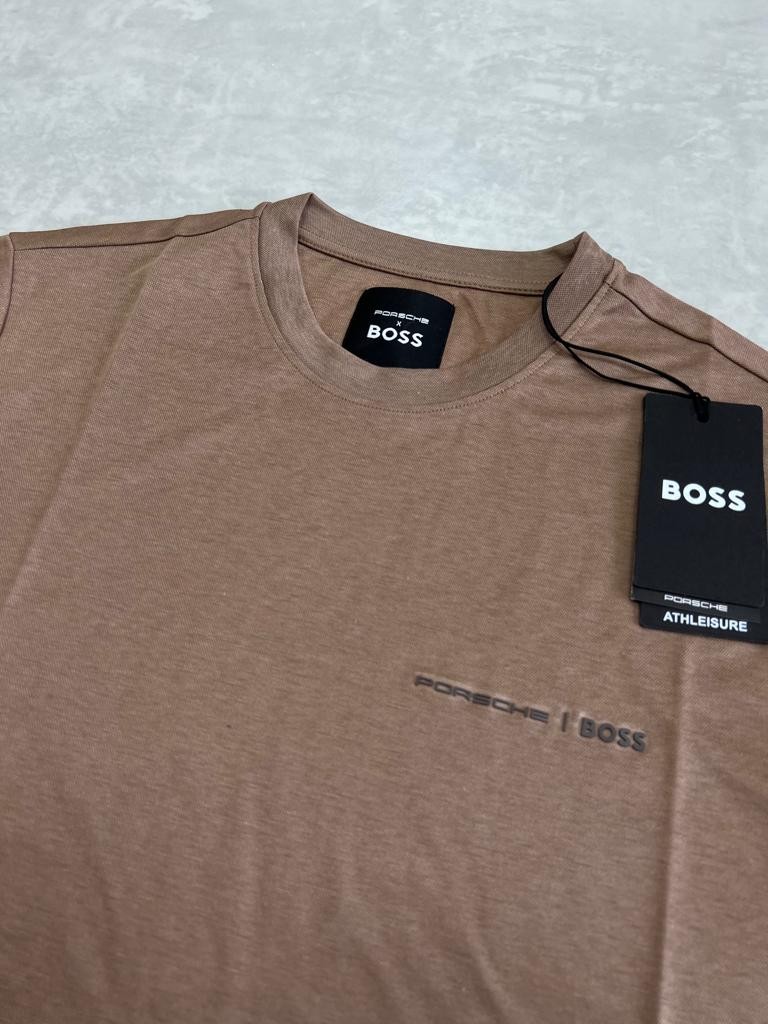 PORSCHE
x
BOSS
BOSS
PORSCHE
ATHLEISURE
PORSCHE | BOSS